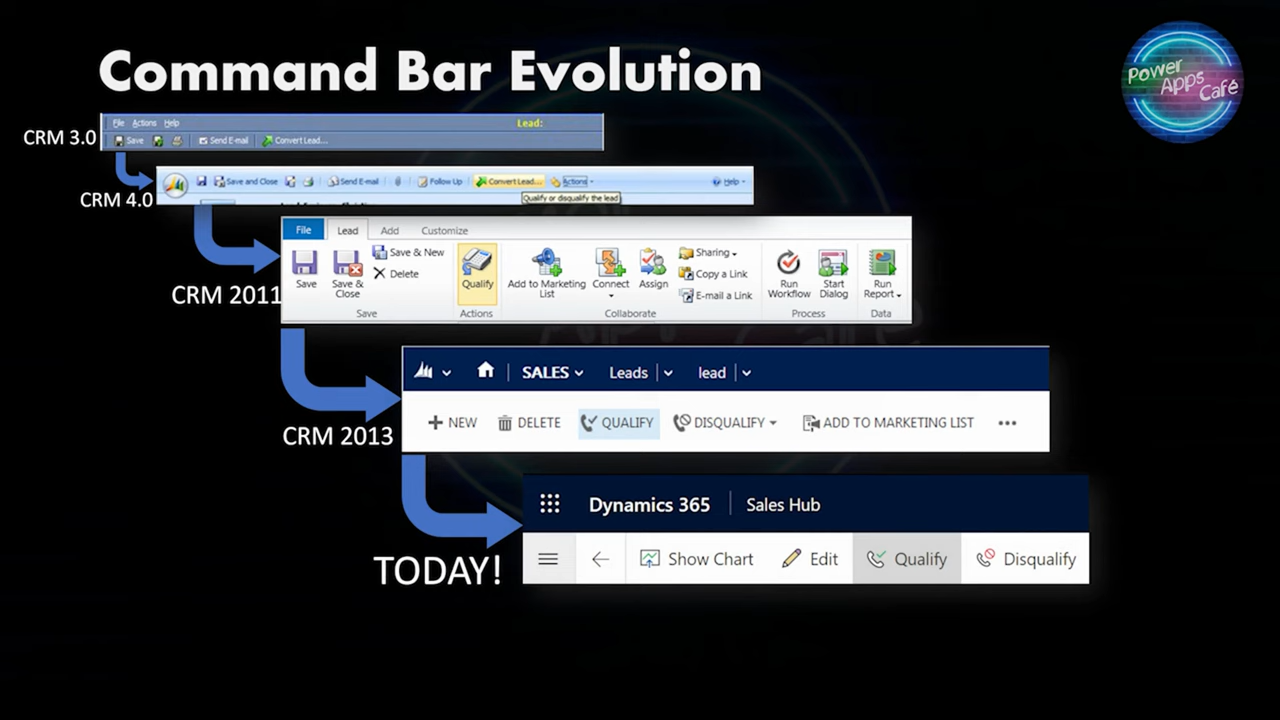 Command Bar Evolution
Power
Apps
Café
CRM 3.0
File Actions Help Lead:
Save Send E-mail Convert Lead...
CRM 4.0
Save and Close Send E-mail Follow Up Convert Lead... Actions Help
Qualify or disqualify the lead
CRM 2011
File Lead Add Customize
Save
Save & Close
Save & New
Delete
Qualify
Add to Marketing List
Connect
Assign
Sharing
Copy a Link
E-mail a Link
Run Workflow
Start Dialog
Run Report
Save Actions Collaborate Process Data
CRM 2013
SALES Leads lead
NEW DELETE QUALIFY DISQUALIFY ADD TO MARKETING LIST
TODAY!
Dynamics 365 Sales Hub
Show Chart Edit Qualify Disqualify